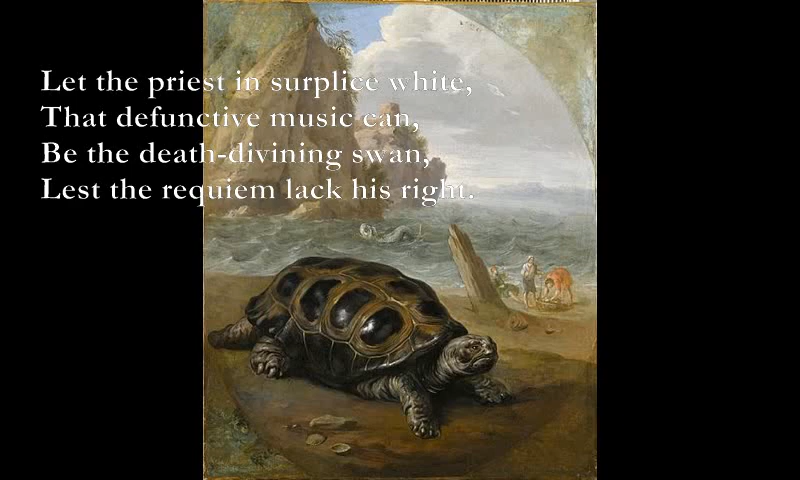 Let the priest in surplice white,
That defunctive music can,
Be the death-divining swan,
Lest the requiem lack his right.